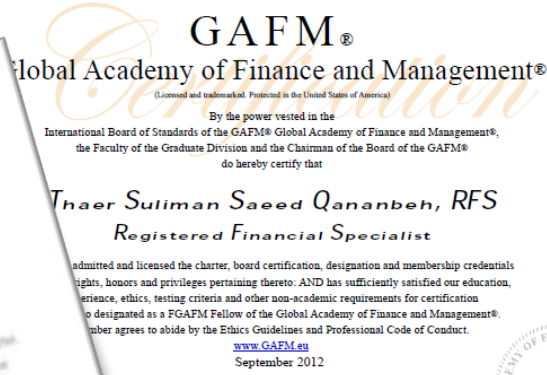 GAFM®
Global Academy of Finance and Management®
Certification
(Licensed and trademarked. Protected in the United States of America)
By the power vested in the
International Board of Standards of the GAFM® Global Academy of Finance and Management®,
the Faculty of the Graduate Division and the Chairman of the Board of the GAFM®
do hereby certify that
Thaer Suliman Saeed Qananbeh, RFS
Registered Financial Specialist
admitted and licensed the charter, board certification, designation and membership credentials
rights, honors and privileges pertaining thereto: AND has sufficiently satisfied our education,
erience, ethics, testing criteria and other non-academic requirements for certification
o designated as a FGAFM Fellow of the Global Academy of Finance and Management®.
mber agrees to abide by the Ethics Guidelines and Professional Code of Conduct.
www.GAFM.eu
September 2012